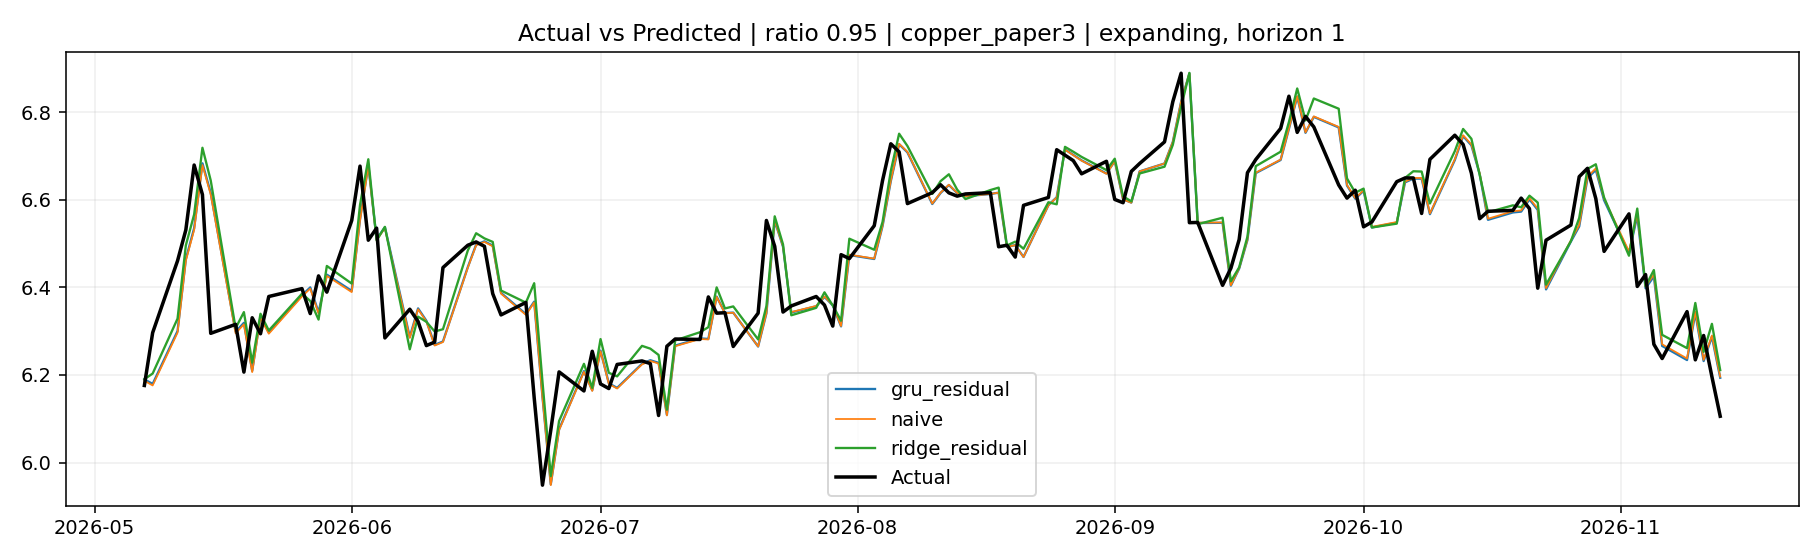 Actual vs Predicted | ratio 0.95 | copper_paper3 | expanding, horizon 1
6.8
6.6
6.4
6.2
6.0
gru_residual
naive
ridge_residual
Actual
2026-05 2026-06 2026-07 2026-08 2026-09 2026-10 2026-11